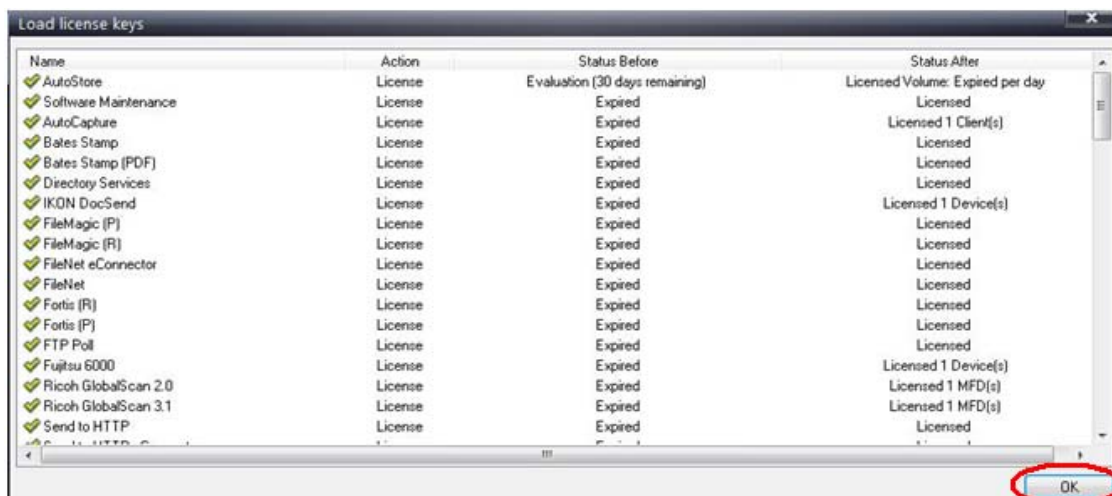 Load license keys
Name Action Status Before Status After
AutoStore License Evaluation (30 days remaining) Licensed Volume: Expired per day
Software Maintenance License Expired Licensed
AutoCapture License Expired Licensed 1 Client(s)
Bates Stamp License Expired Licensed
Bates Stamp (PDF) License Expired Licensed
Directory Services License Expired Licensed
IKON DocSend License Expired Licensed 1 Device(s)
FileMagic (P) License Expired Licensed
FileMagic (R) License Expired Licensed
FileNet eConnector License Expired Licensed
FileNet License Expired Licensed
Fortis (R) License Expired Licensed
Fortis (P) License Expired Licensed
FTP Poll License Expired Licensed
Fujitsu 6000 License Expired Licensed 1 Device(s)
Ricoh GlobalScan 2.0 License Expired Licensed 1 MFD(s)
Ricoh GlobalScan 3.1 License Expired Licensed 1 MFD(s)
Send to HTTP License Expired Licensed
OK